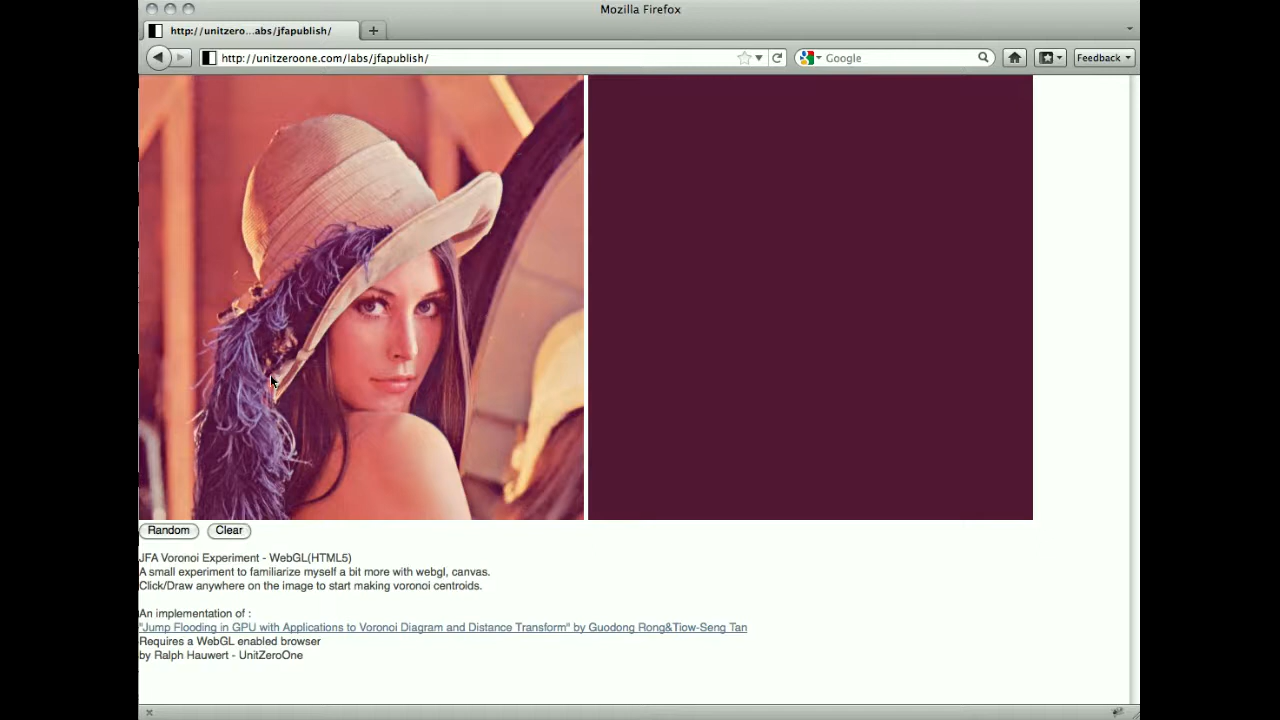 Mozilla Firefox
http://unitzero...abs/jfapublish/
http://unitzeroone.com/labs/jfapublish/
Google
Feedback
Random
Clear
JFA Voronoi Experiment - WebGL(HTML5)
A small experiment to familiarize myself a bit more with webgl, canvas.
Click/Draw anywhere on the image to start making voronoi centroids.
An implementation of :
"Jump Flooding in GPU with Applications to Voronoi Diagram and Distance Transform" by Guodong Rong&Tiow-Seng Tan
Requires a WebGL enabled browser
by Ralph Hauwert - UnitZeroOne